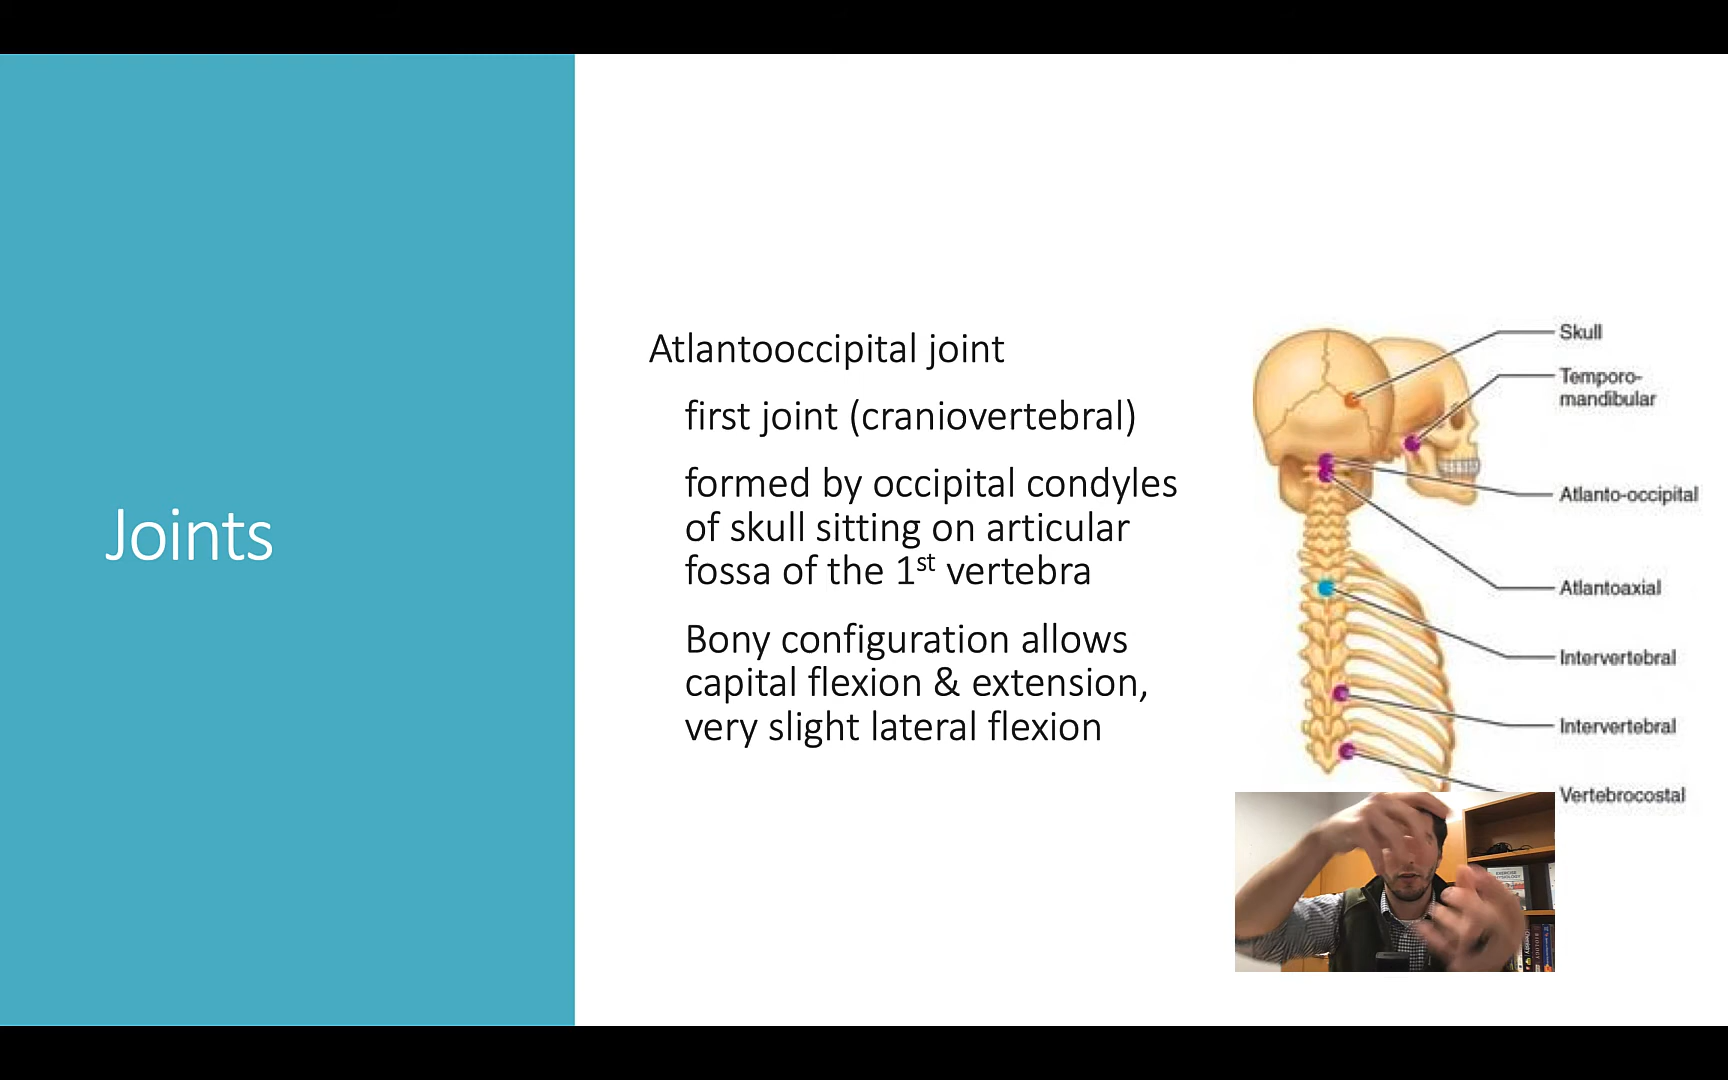 Joints
Atlantooccipital joint
first joint (craniovertebral)
formed by occipital condyles
of skull sitting on articular
fossa of the 1st vertebra
Bony configuration allows
capital flexion & extension,
very slight lateral flexion
Skull
Temporo-
mandibular
Atlanto-occipital
Atlantoaxial
Intervertebral
Intervertebral
Vertebrocostal